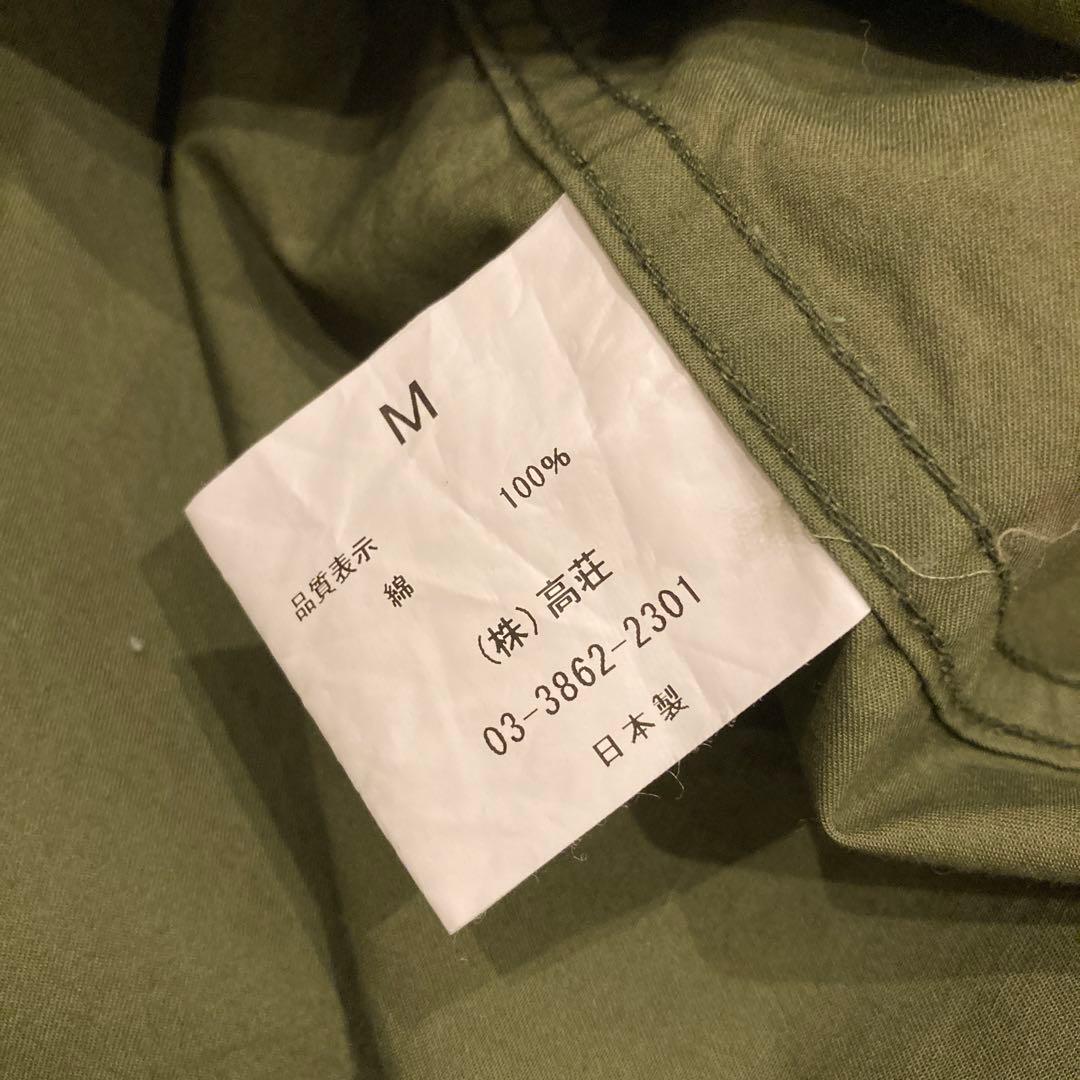 M
品質表示
綿 100%
(株)高荘
03-3862-2301
日本製